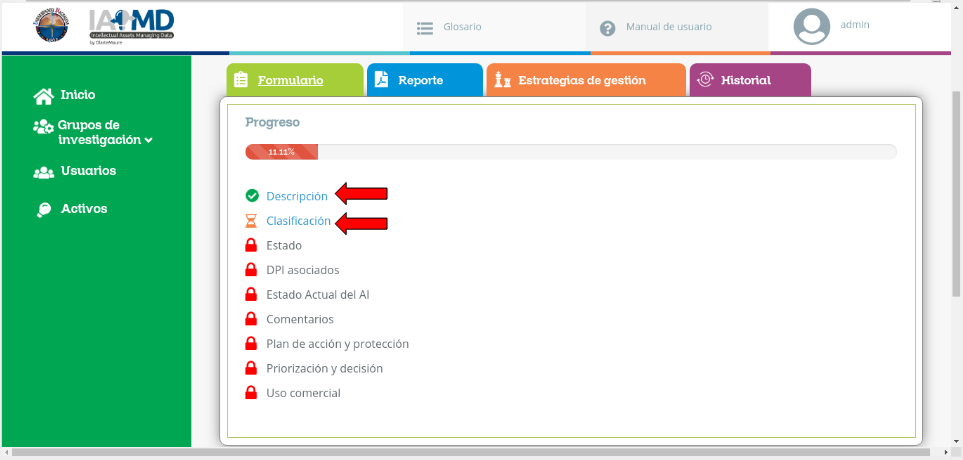 IAMD
Intellectual Assets Managing Data
by OlarteMoure
Glosario
Manual de usuario
admin
Inicio
Grupos de
investigación
Usuarios
Activos
Formulario
Reporte
Estrategias de gestión
Historial
Progreso
11.11%
Descripción
Clasificación
Estado
DPI asociados
Estado Actual del AI
Comentarios
Plan de acción y protección
Priorización y decisión
Uso comercial